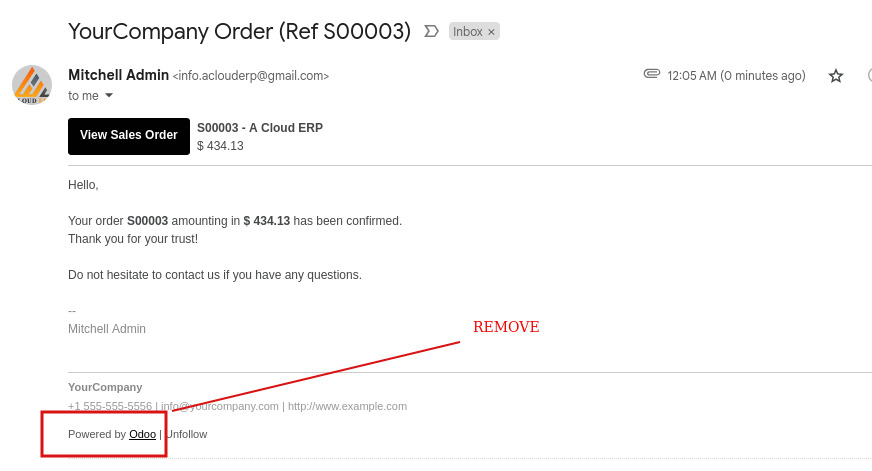 YourCompany Order (Ref S00003) Inbox ×
Mitchell Admin <info.aclouderp@gmail.com> 12:05 AM (0 minutes ago)
to me
LOUD
View Sales Order
S00003 - A Cloud ERP
$ 434.13
Hello,
Your order S00003 amounting in $ 434.13 has been confirmed.
Thank you for your trust!
Do not hesitate to contact us if you have any questions.
--
Mitchell Admin
REMOVE
YourCompany
+1 555-555-5556 | info@yourcompany.com | http://www.example.com
Powered by Odoo | Unfollow